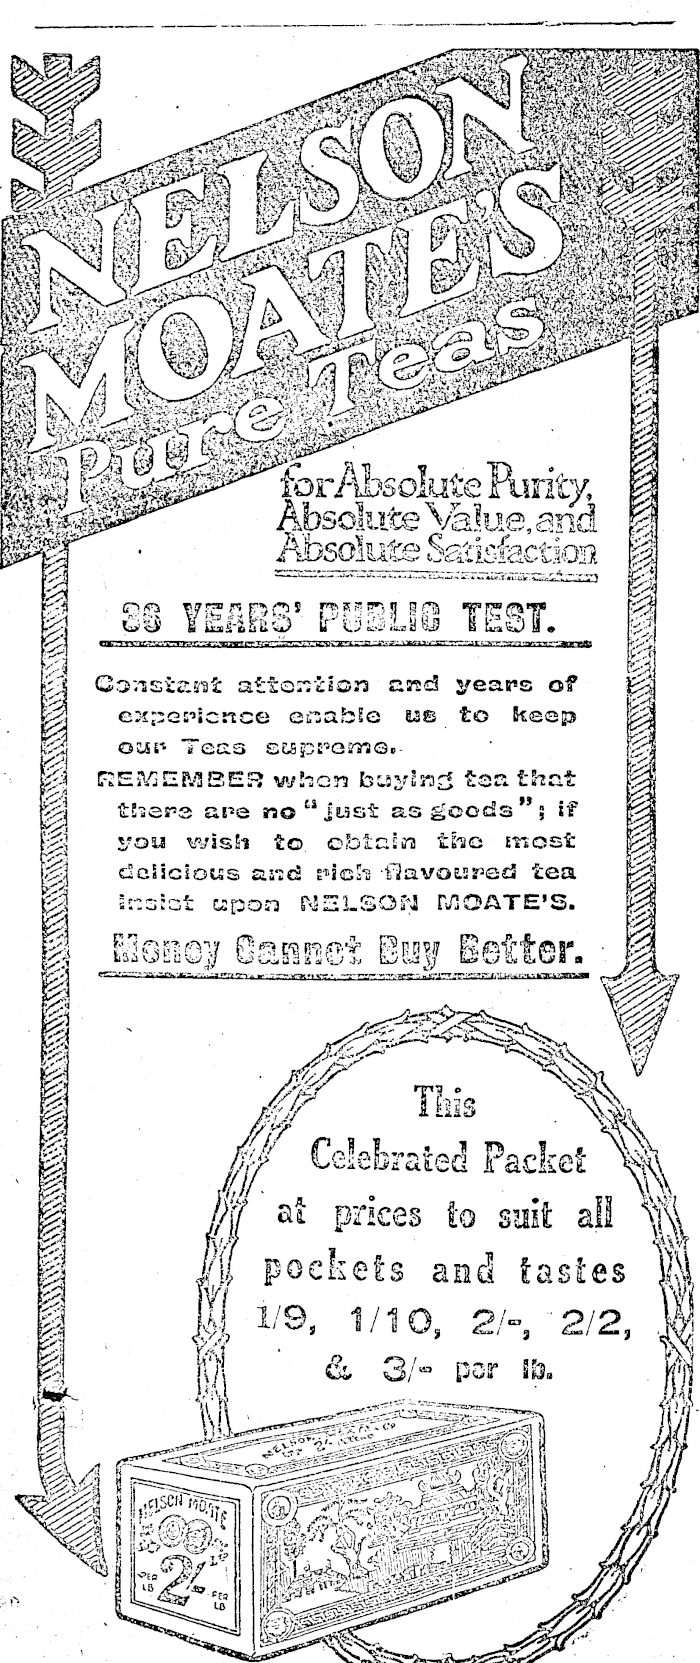 NELSON
MOATE'S
Pure Teas
for Absolute Purity,
Absolute Value, and
Absolute Satisfaction
36 YEARS' PUBLIC TEST.
Constant attention and years of
experience enable us to keep
our Teas supreme.
REMEMBER when buying tea that
there are no "just as goods"; if
you wish to obtain the most
delicious and rich flavoured tea
insist upon NELSON MOATE'S.
Money Cannot Buy Better.
This
Celebrated Packet
at prices to suit all
pockets and tastes
1/9, 1/10, 2/-, 2/2,
& 3/- per lb.
NELSON
NELSON MOATE
2/-
PER LB
PER LB